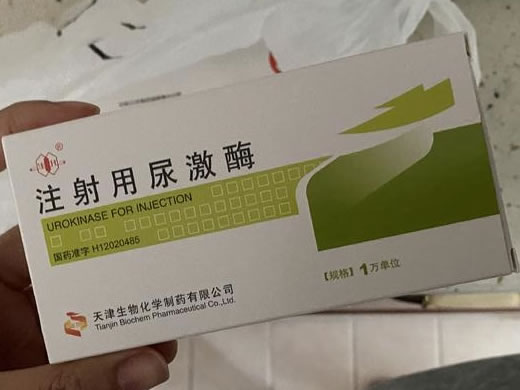 ®
注射用尿激酶
UROKINASE FOR INJECTION
国药准字 H12020485
【规格】1万单位
天津生物化学制药有限公司
Tianjin Biochem Pharmaceutical Co.,Ltd.